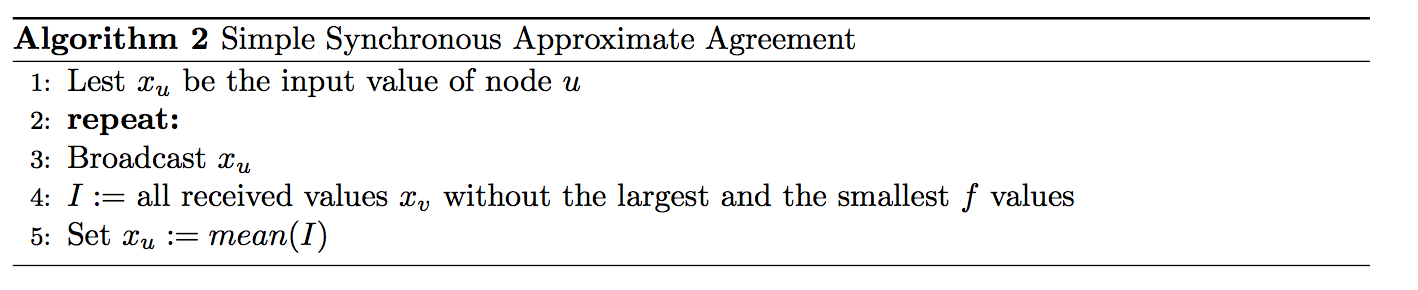 Algorithm 2 Simple Synchronous Approximate Agreement
1: Lest x_u be the input value of node u
2: repeat:
3: Broadcast x_u
4: I := all received values x_v without the largest and the smallest f values
5: Set x_u := mean(I)